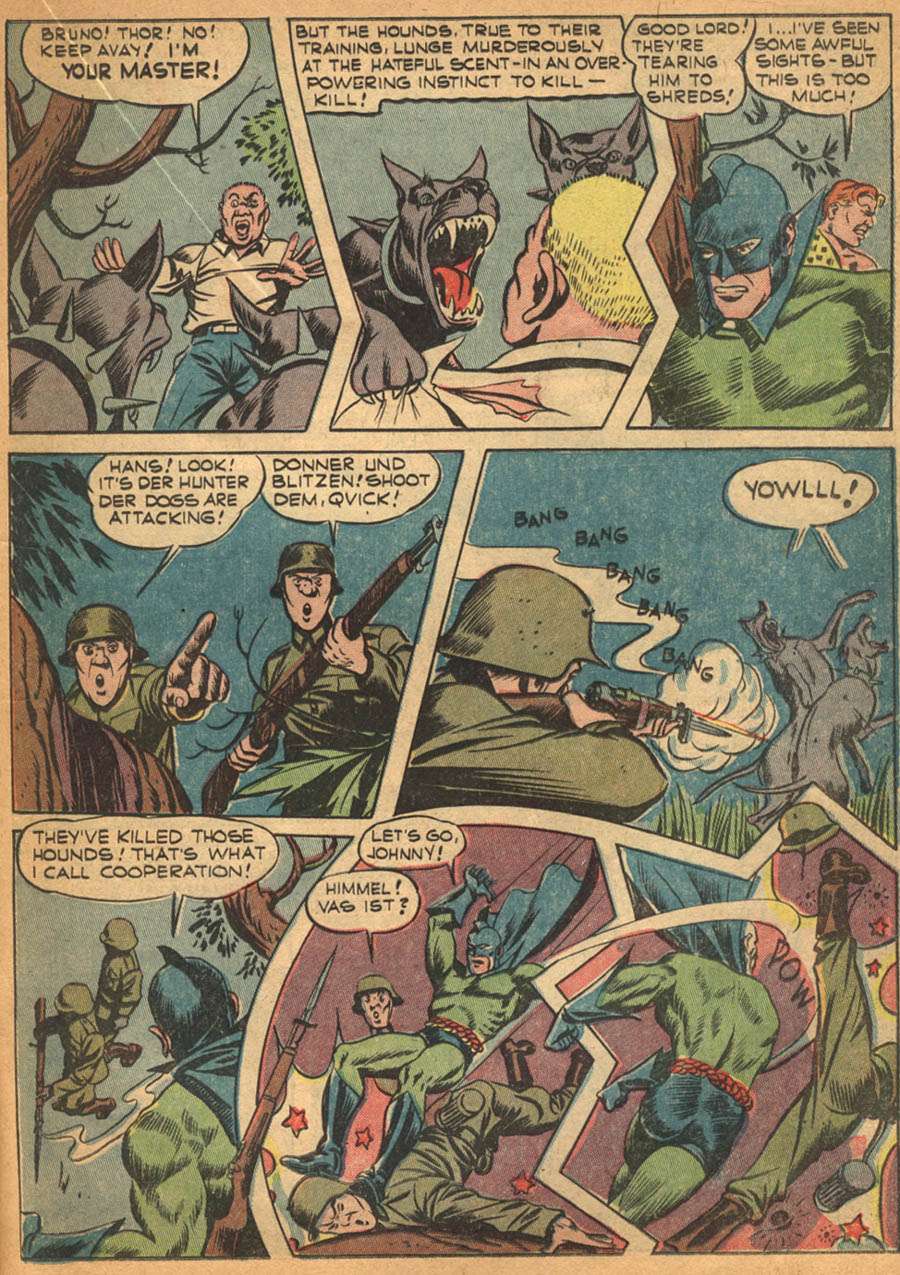 BRUNO! THOR! NO!
KEEP AVAY! I'M
YOUR MASTER!
BUT THE HOUNDS, TRUE TO THEIR
TRAINING, LUNGE MURDEROUSLY
AT THE HATEFUL SCENT-IN AN OVER-
POWERING INSTINCT TO KILL—
KILL!
GOOD LORD!
THEY'RE
TEARING
HIM TO
SHREDS!
I...I'VE SEEN
SOME AWFUL
SIGHTS-BUT
THIS IS TOO
MUCH!
HANS! LOOK!
IT'S DER HUNTER
DER DOGS ARE
ATTACKING!
DONNER UND
BLITZEN! SHOOT
DEM, QVICK!
BANG
BANG
BANG
BANG
BANG
YOWLLL!
THEY'VE KILLED THOSE
HOUNDS! THAT'S WHAT
I CALL COOPERATION!
LET'S GO,
JOHNNY!
HIMMEL!
VAS IST?
POW